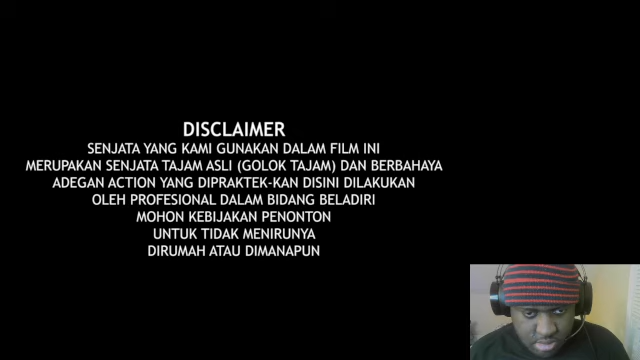 DISCLAIMER
SENJATA YANG KAMI GUNAKAN DALAM FILM INI
MERUPAKAN SENJATA TAJAM ASLI (GOLOK TAJAM) DAN BERBAHAYA
ADEGAN ACTION YANG DIPRAKTEK-KAN DISINI DILAKUKAN
OLEH PROFESIONAL DALAM BIDANG BELADIRI
MOHON KEBIJAKAN PENONTON
UNTUK TIDAK MENIRUNYA
DIRUMAH ATAU DIMANAPUN